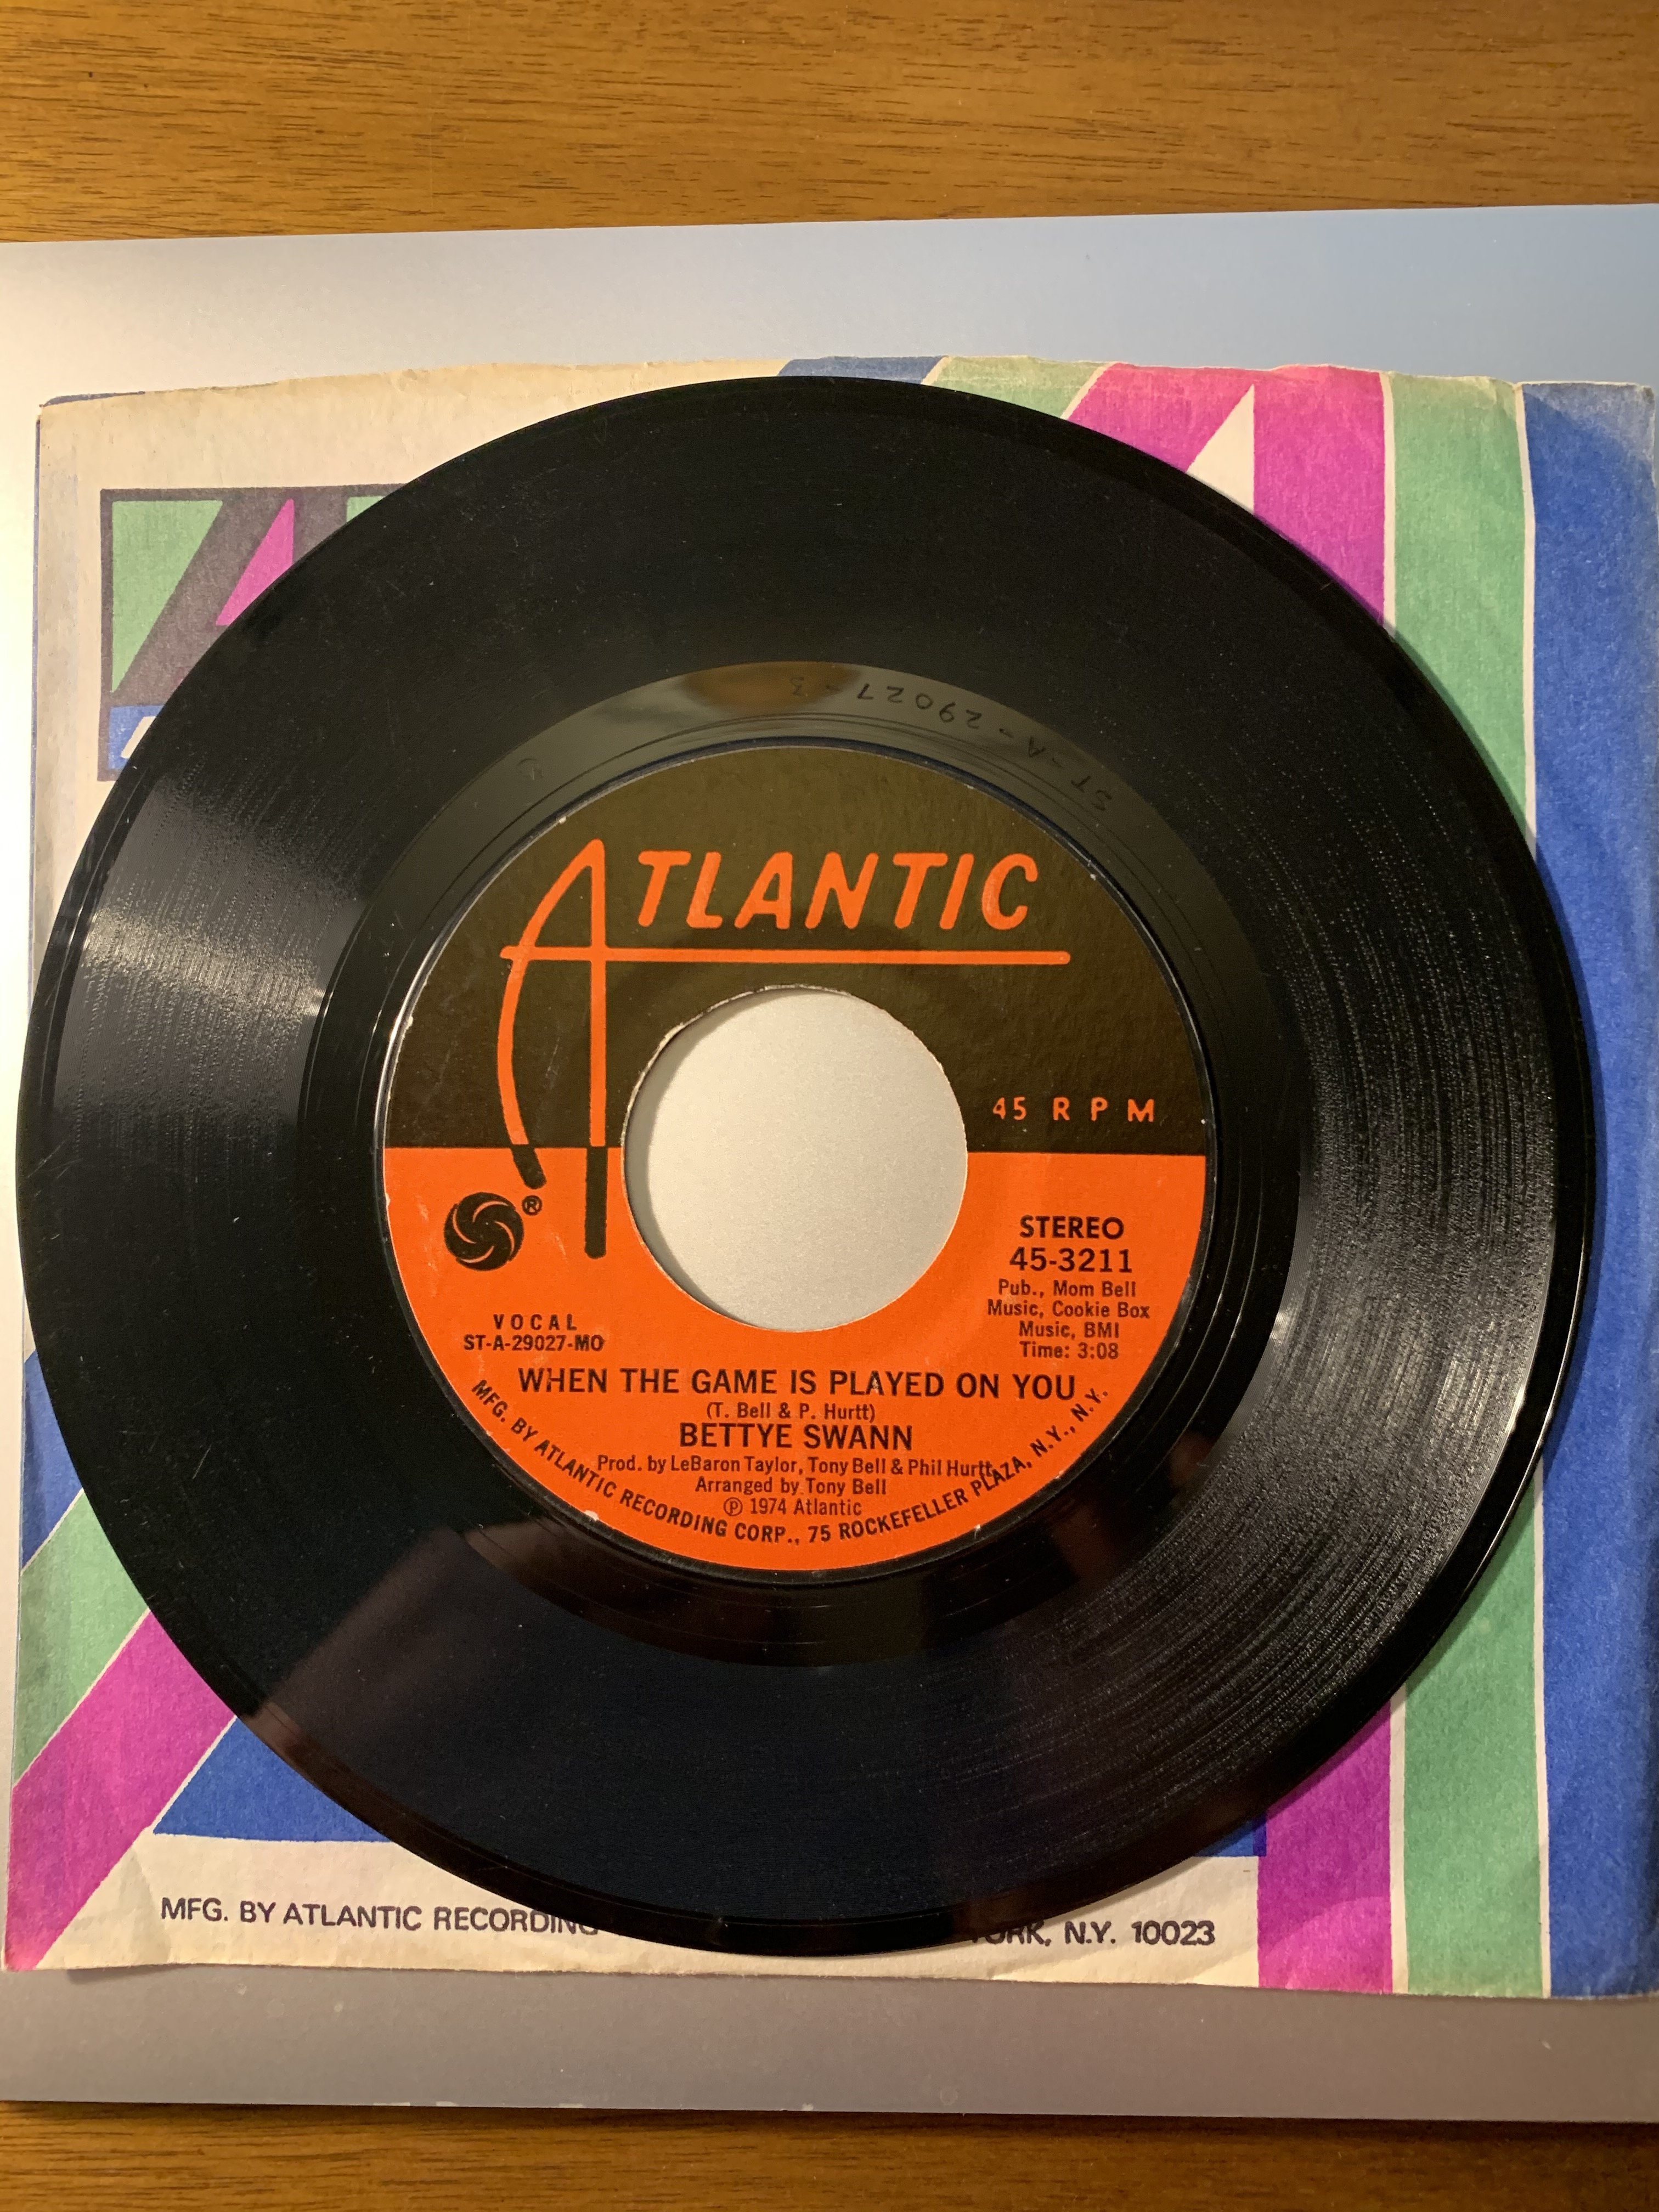 ST-A-29027-3
ATLANTIC
45 RPM
®
STEREO
45-3211
Pub., Mom Bell
Music, Cookie Box
Music, BMI
Time: 3:08
VOCAL
ST-A-29027-MO
WHEN THE GAME IS PLAYED ON YOU
(T. Bell & P. Hurtt)
BETTYE SWANN
Prod. by LeBaron Taylor, Tony Bell & Phil Hurtt
Arranged by Tony Bell
℗ 1974 Atlantic
MFG. BY ATLANTIC RECORDING CORP., 75 ROCKEFELLER PLAZA, N.Y., N.Y.
MFG. BY ATLANTIC RECORDING N.Y. 10023